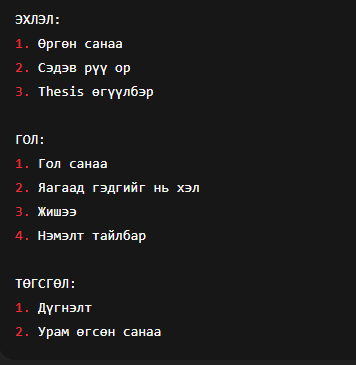 ЭХЛЭЛ:
1. Өргөн санаа
2. Сэдэв рүү ор
3. Thesis өгүүлбэр
ГОЛ:
1. Гол санаа
2. Яагаад гэдгийг нь хэл
3. Жишээ
4. Нэмэлт тайлбар
ТӨГСГӨЛ:
1. Дүгнэлт
2. Урам өгсөн санаа